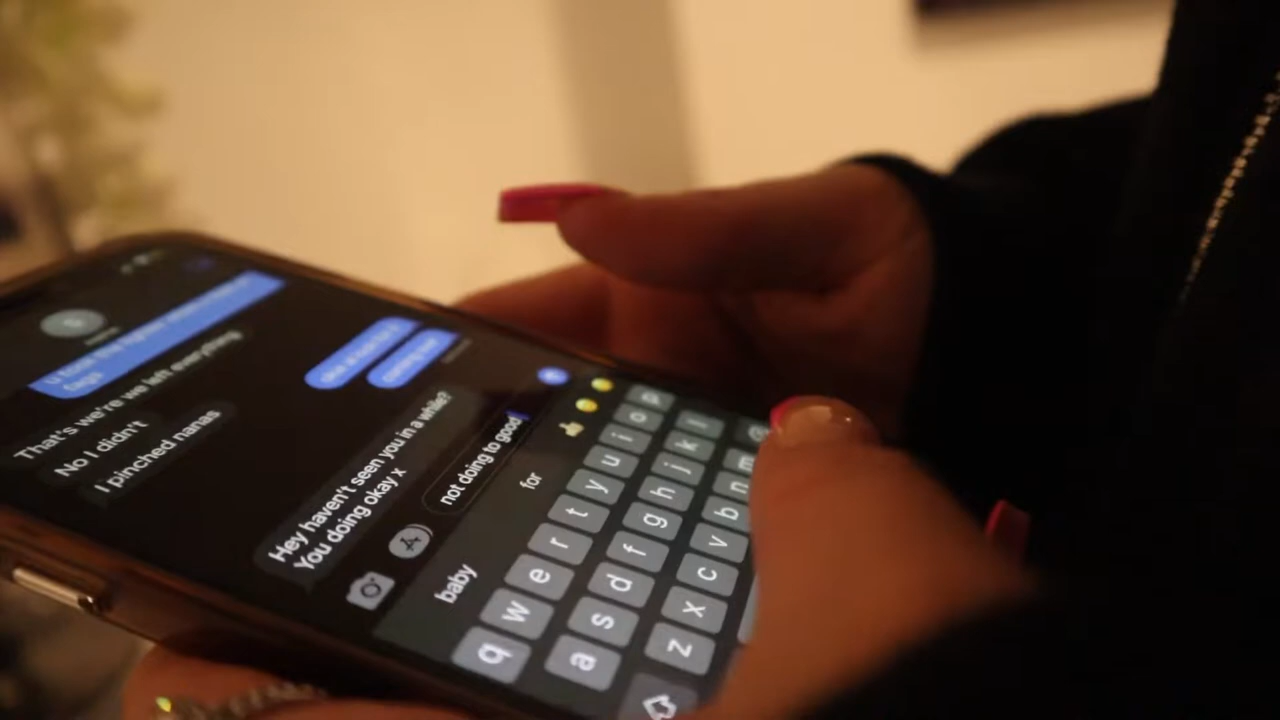 tags
That's we're we left everything
No I didn't
I pinched nanas
Hey haven't seen you in a while?
You doing okay x
not doing to good
baby
for
q w e r t y u i o p
a s d f g h j k l
z x c v b n m